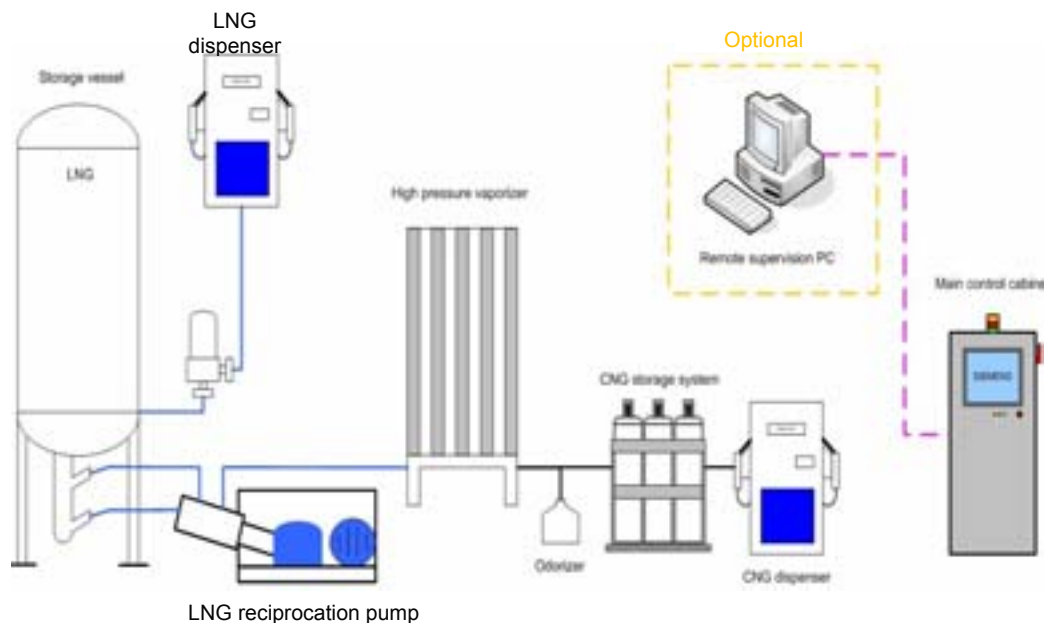 LNG
dispenser
Optional
Storage vessel
LNG
High pressure vaporizer
Remote supervision PC
Main control cabine
CNG storage system
SIEMENS
Odorizer
CNG dispenser
LNG reciprocation pump